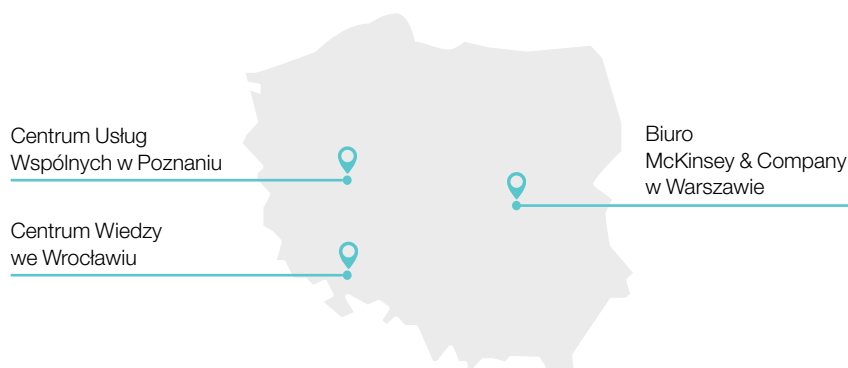 Centrum Usług
Wspólnych w Poznaniu
Centrum Wiedzy
we Wrocławiu
Biuro
McKinsey & Company
w Warszawie